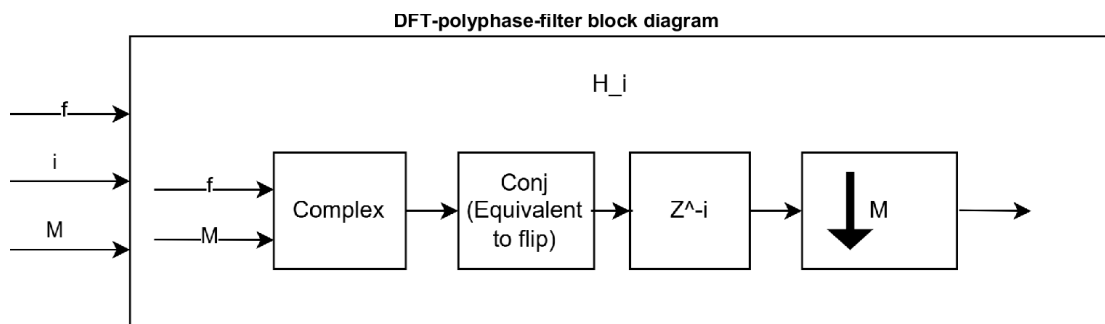 DFT-polyphase-filter block diagram
H_i
f
i
M
f
M
Complex
Conj
(Equivalent
to flip)
Z^-i
M